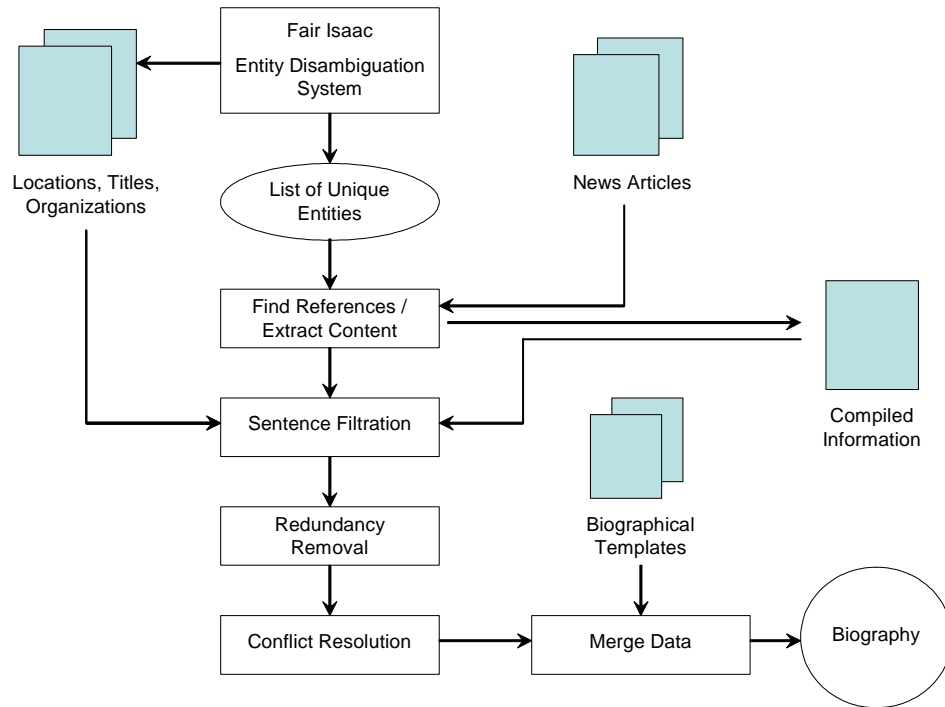 Fair Isaac
Entity Disambiguation
System
Locations, Titles,
Organizations
List of Unique
Entities
News Articles
Find References /
Extract Content
Compiled
Information
Sentence Filtration
Redundancy
Removal
Biographical
Templates
Conflict Resolution
Merge Data
Biography